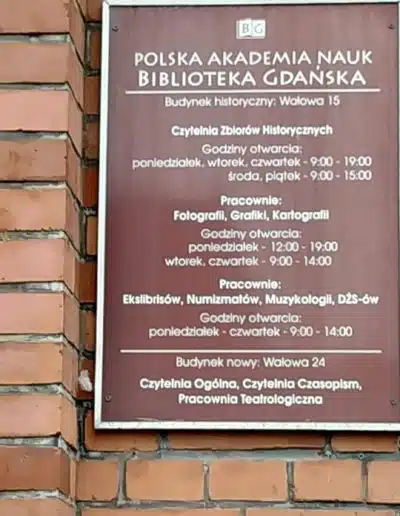 BG
POLSKA AKADEMIA NAUK
BIBLIOTEKA GDAŃSKA
Budynek historyczny: Wałowa 15
Czytelnia Zbiorów Historycznych
Godziny otwarcia:
poniedziałek, wtorek, czwartek - 9:00 - 19:00
środa, piątek - 9:00 - 15:00
Pracownie:
Fotografii, Grafiki, Kartografii
Godziny otwarcia:
poniedziałek - 12:00 - 19:00
wtorek, czwartek - 9:00 - 14:00
Pracownie:
Ekslibrisów, Numizmatów, Muzykologii, DŻS-ów
Godziny otwarcia:
poniedziałek - czwartek - 9:00 - 14:00
Budynek nowy: Wałowa 24
Czytelnia Ogólna, Czytelnia Czasopism,
Pracownia Teatrologiczna